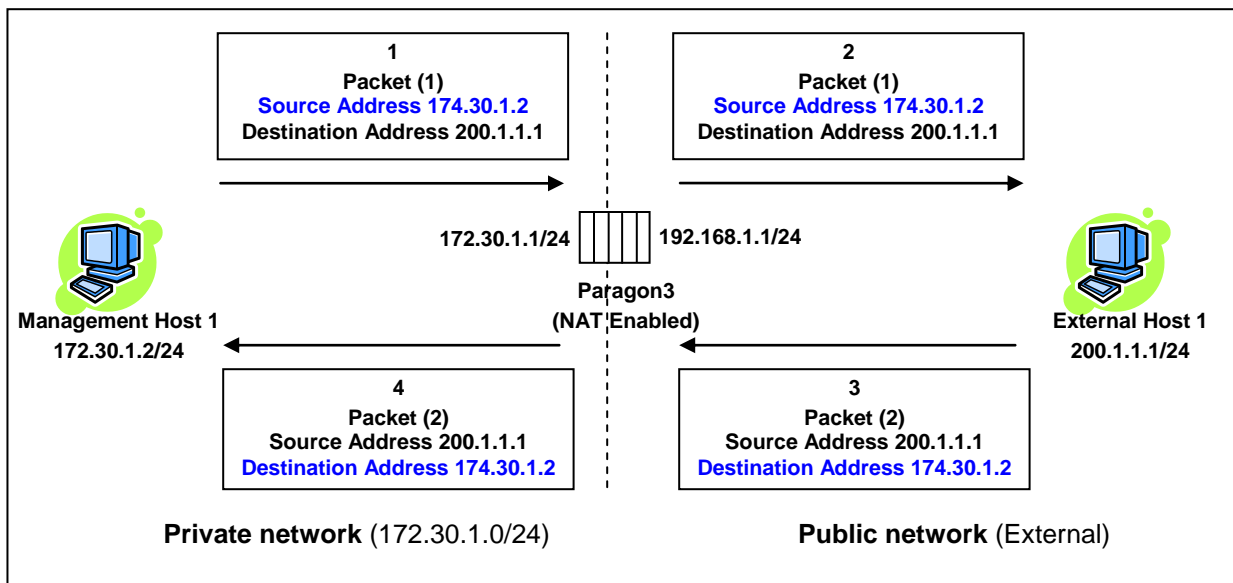 1
Packet (1)
Source Address 174.30.1.2
Destination Address 200.1.1.1
2
Packet (1)
Source Address 174.30.1.2
Destination Address 200.1.1.1
172.30.1.1/24
192.168.1.1/24
Paragon3
(NAT Enabled)
Management Host 1
172.30.1.2/24
External Host 1
200.1.1.1/24
4
Packet (2)
Source Address 200.1.1.1
Destination Address 174.30.1.2
3
Packet (2)
Source Address 200.1.1.1
Destination Address 174.30.1.2
Private network (172.30.1.0/24)
Public network (External)